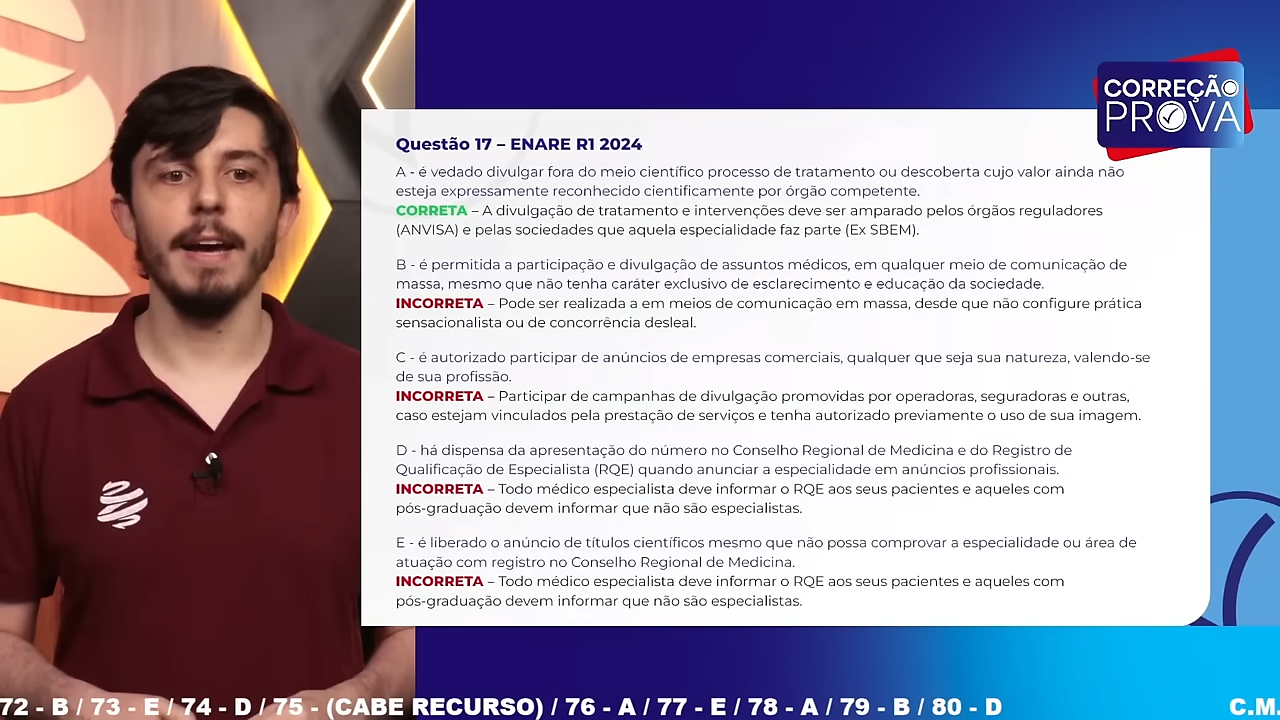 CORREÇÃO
PROVA
Questão 17 – ENARE R1 2024
A - é vedado divulgar fora do meio científico processo de tratamento ou descoberta cujo valor ainda não
esteja expressamente reconhecido cientificamente por órgão competente.
CORRETA – A divulgação de tratamento e intervenções deve ser amparado pelos órgãos reguladores
(ANVISA) e pelas sociedades que aquela especialidade faz parte (Ex SBEM).
B - é permitida a participação e divulgação de assuntos médicos, em qualquer meio de comunicação de
massa, mesmo que não tenha caráter exclusivo de esclarecimento e educação da sociedade.
INCORRETA – Pode ser realizada a em meios de comunicação em massa, desde que não configure prática
sensacionalista ou de concorrência desleal.
C - é autorizado participar de anúncios de empresas comerciais, qualquer que seja sua natureza, valendo-se
de sua profissão.
INCORRETA – Participar de campanhas de divulgação promovidas por operadoras, seguradoras e outras,
caso estejam vinculados pela prestação de serviços e tenha autorizado previamente o uso de sua imagem.
D - há dispensa da apresentação do número no Conselho Regional de Medicina e do Registro de
Qualificação de Especialista (RQE) quando anunciar a especialidade em anúncios profissionais.
INCORRETA – Todo médico especialista deve informar o RQE aos seus pacientes e aqueles com
pós-graduação devem informar que não são especialistas.
E - é liberado o anúncio de títulos científicos mesmo que não possa comprovar a especialidade ou área de
atuação com registro no Conselho Regional de Medicina.
INCORRETA – Todo médico especialista deve informar o RQE aos seus pacientes e aqueles com
pós-graduação devem informar que não são especialistas.
72 - B / 73 - E / 74 - D / 75 - (CABE RECURSO) / 76 - A / 77 - E / 78 - A / 79 - B / 80 - D C.M.